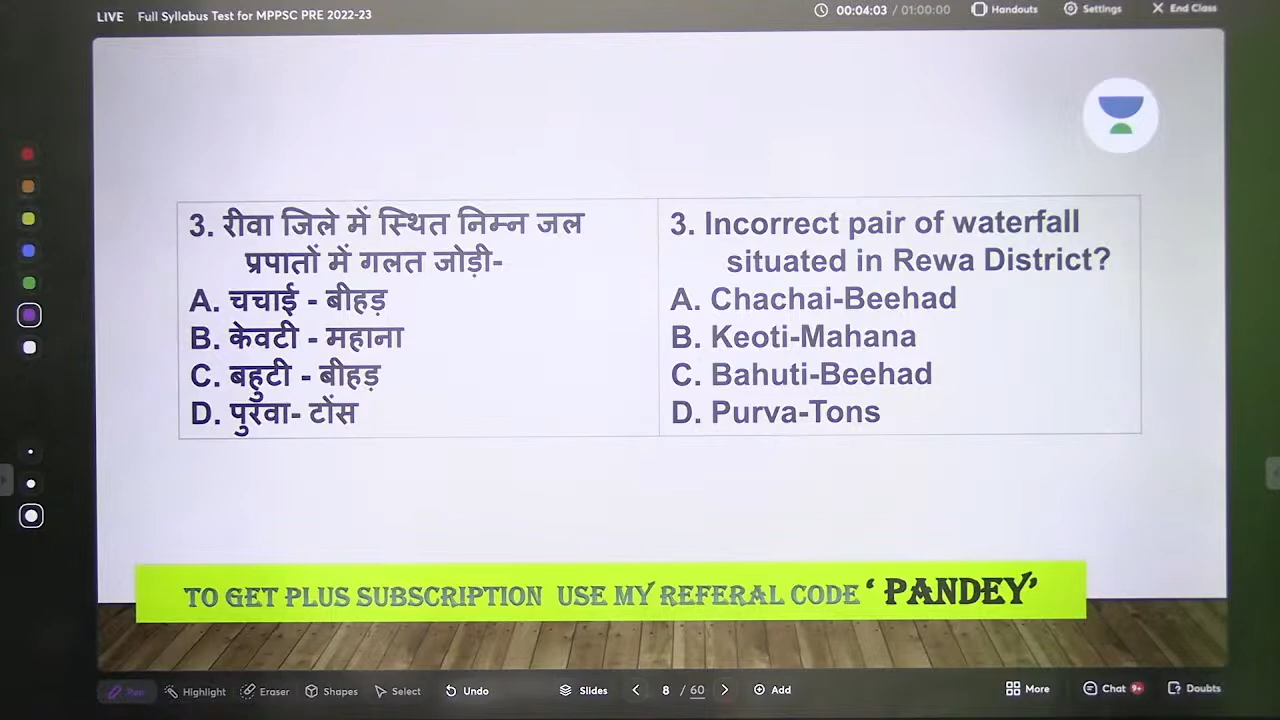 LIVE Full Syllabus Test for MPPSC PRE 2022-23
00:04:03 / 01:00:00 Handouts Settings End Class
3. रीवा जिले में स्थित निम्न जल
प्रपातों में गलत जोड़ी-
A. चचाई - बीहड़
B. केवटी - महाना
C. बहुटी - बीहड़
D. पुरवा- टोंस
3. Incorrect pair of waterfall
situated in Rewa District?
A. Chachai-Beehad
B. Keoti-Mahana
C. Bahuti-Beehad
D. Purva-Tons
TO GET PLUS SUBSCRIPTION USE MY REFERAL CODE ‘ PANDEY’
Pen Highlight Eraser Shapes Select Undo Slides 8 / 60 Add More Chat 9+ Doubts